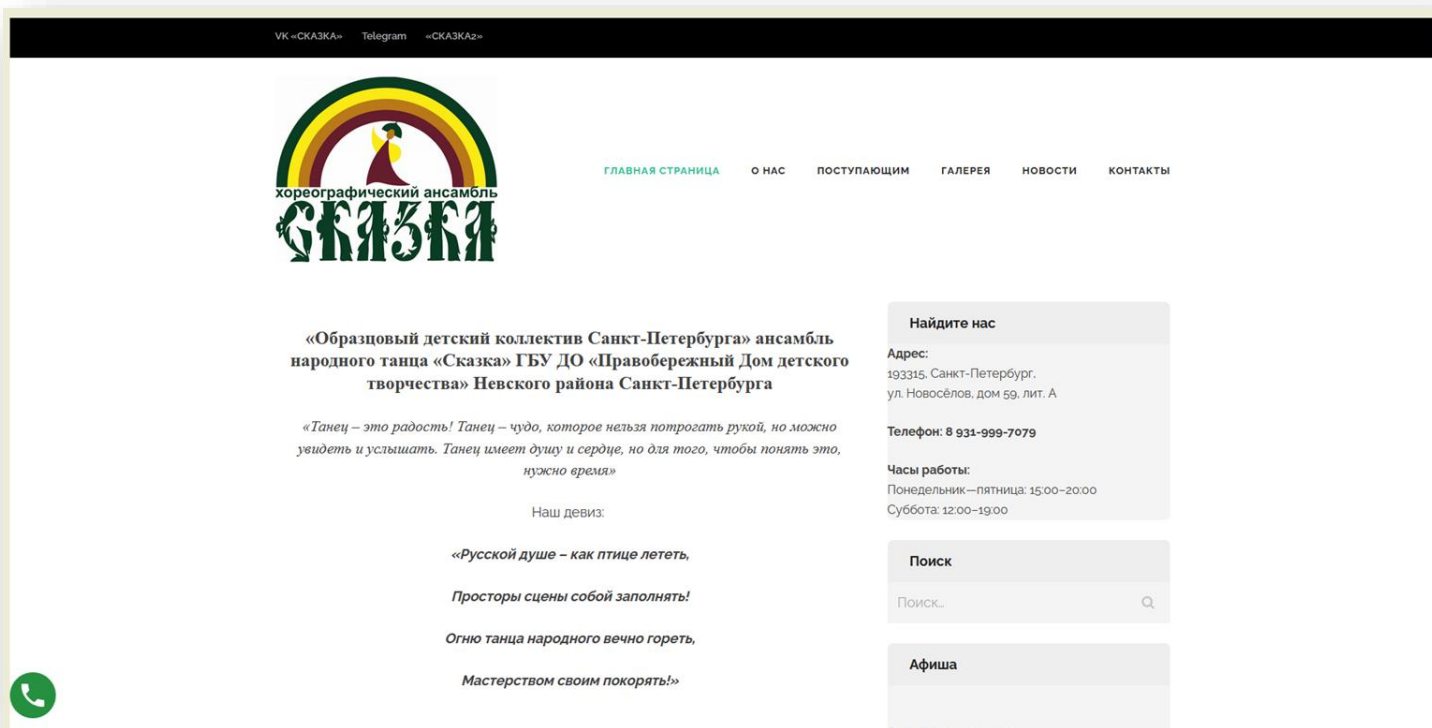 VK «СКАЗКА» Telegram «СКАЗКА2»
хореографический ансамбль
СКАЗКА
ГЛАВНАЯ СТРАНИЦА О НАС ПОСТУПАЮЩИМ ГАЛЕРЕЯ НОВОСТИ КОНТАКТЫ
«Образцовый детский коллектив Санкт-Петербурга» ансамбль
народного танца «Сказка» ГБУ ДО «Правобережный Дом детского
творчества» Невского района Санкт-Петербурга
«Танец – это радость! Танец – чудо, которое нельзя потрогать рукой, но можно
увидеть и услышать. Танец имеет душу и сердце, но для того, чтобы понять это,
нужно время»
Наш девиз:
«Русской душе – как птице лететь,
Просторы сцены собой заполнять!
Огню танца народного вечно гореть,
Мастерством своим покорять!»
Найдите нас
Адрес:
193315, Санкт-Петербург,
ул. Новосёлов, дом 59, лит. А
Телефон: 8 931-999-7079
Часы работы:
Понедельник—пятница: 15:00–20:00
Суббота: 12:00–19:00
Поиск
Поиск…
Афиша